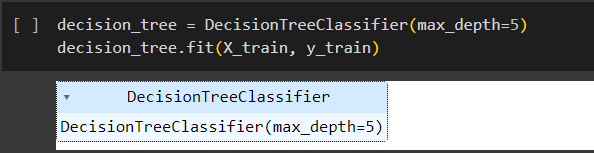 [ ] decision_tree = DecisionTreeClassifier(max_depth=5)
decision_tree.fit(X_train, y_train)
▾ DecisionTreeClassifier
DecisionTreeClassifier(max_depth=5)